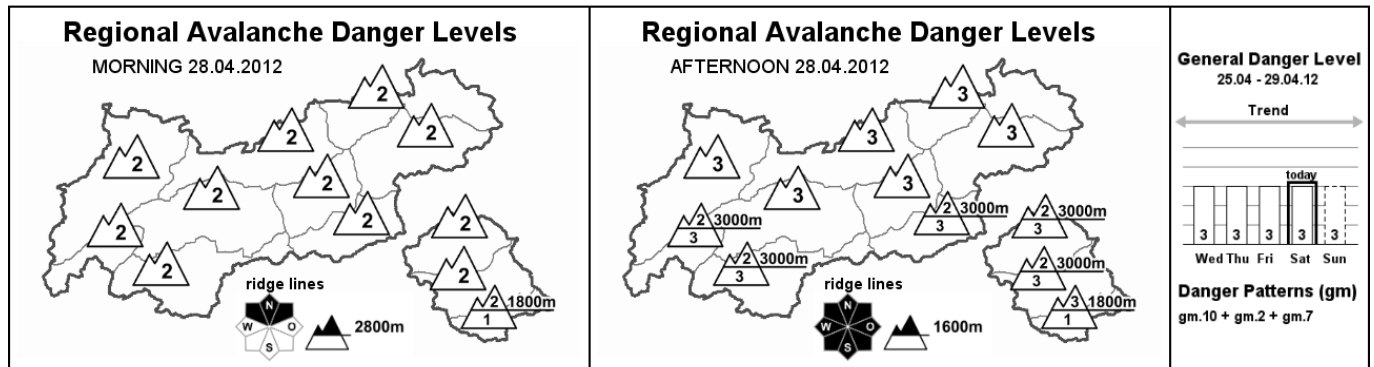 Regional Avalanche Danger Levels
MORNING 28.04.2012
2
2
2
2
2
2
2
2
2
2
2
2
2 1800m
1
ridge lines
N
W O
S
2800m
Regional Avalanche Danger Levels
AFTERNOON 28.04.2012
3
3
3
3
3
3
2 3000m
3
2 3000m
3
2 3000m
3
2 3000m
3
2 3000m
3
3 1800m
1
ridge lines
N
W O
S
1600m
General Danger Level
25.04 - 29.04.12
Trend
today
3 3 3 3 3
Wed Thu Fri Sat Sun
Danger Patterns (gm)
gm.10 + gm.2 + gm.7